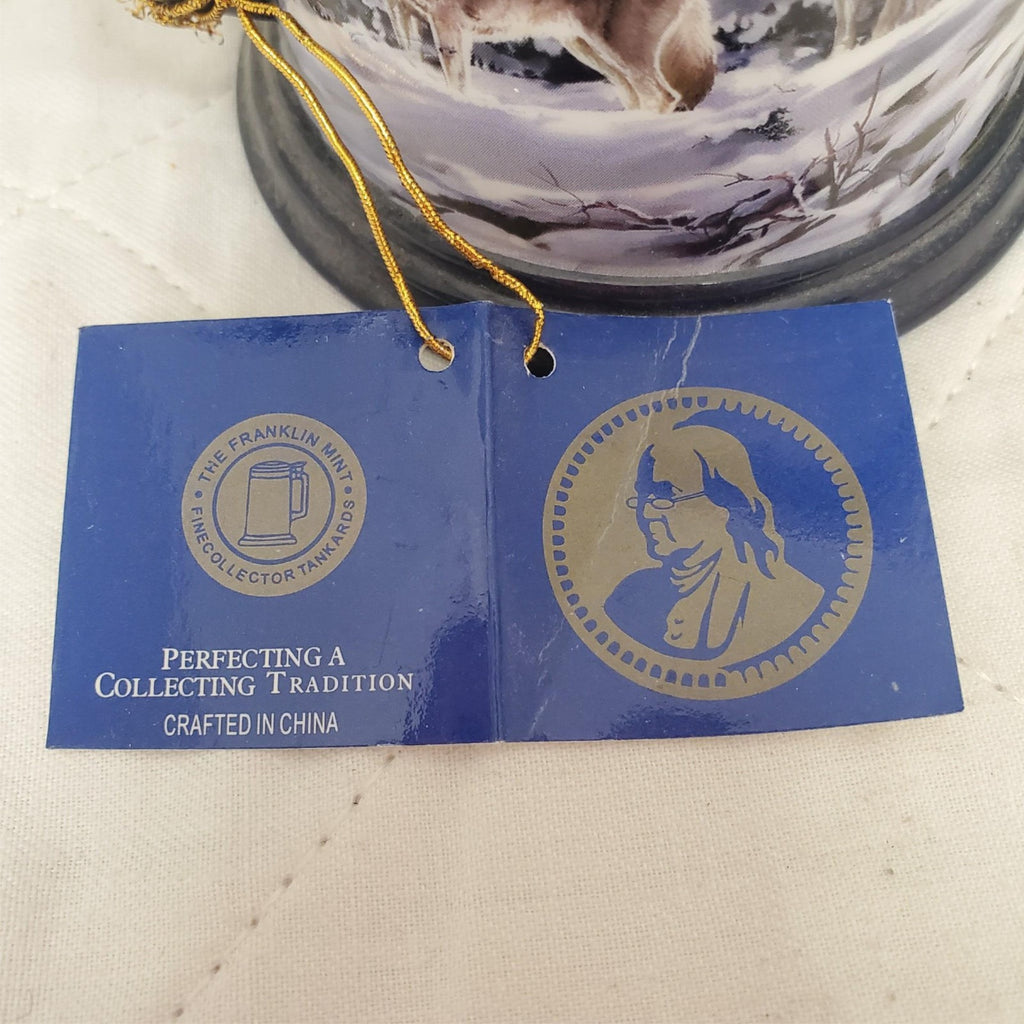 THE FRANKLIN MINT
FINE COLLECTOR TANKARDS
PERFECTING A
COLLECTING TRADITION
CRAFTED IN CHINA